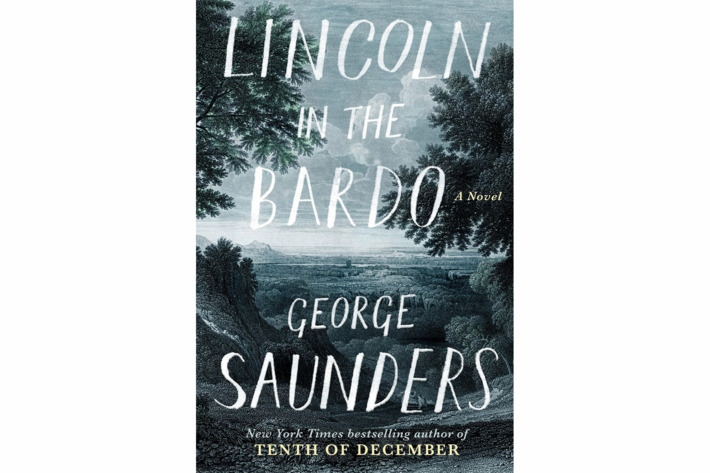 LINCOLN
IN THE
BARDO
A Novel
GEORGE
SAUNDERS
New York Times bestselling author of
TENTH OF DECEMBER